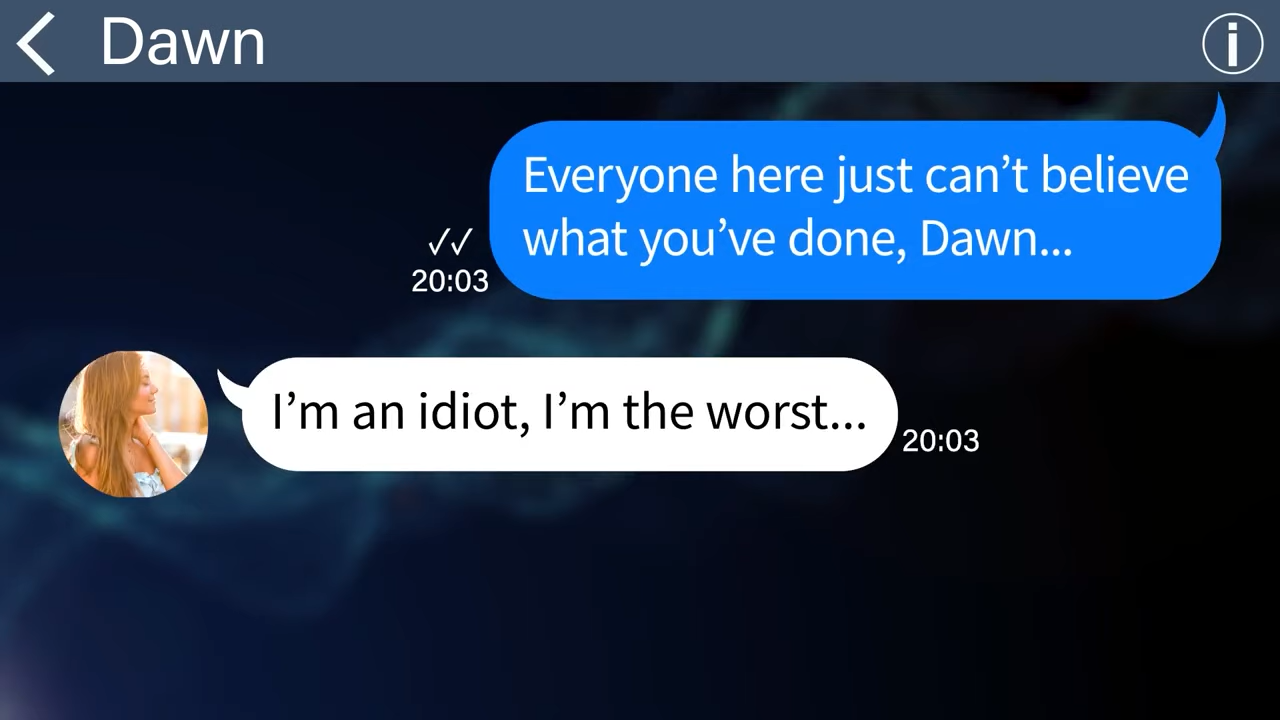 Dawn
Everyone here just can’t believe
what you’ve done, Dawn...
✓✓
20:03
I’m an idiot, I’m the worst...
20:03